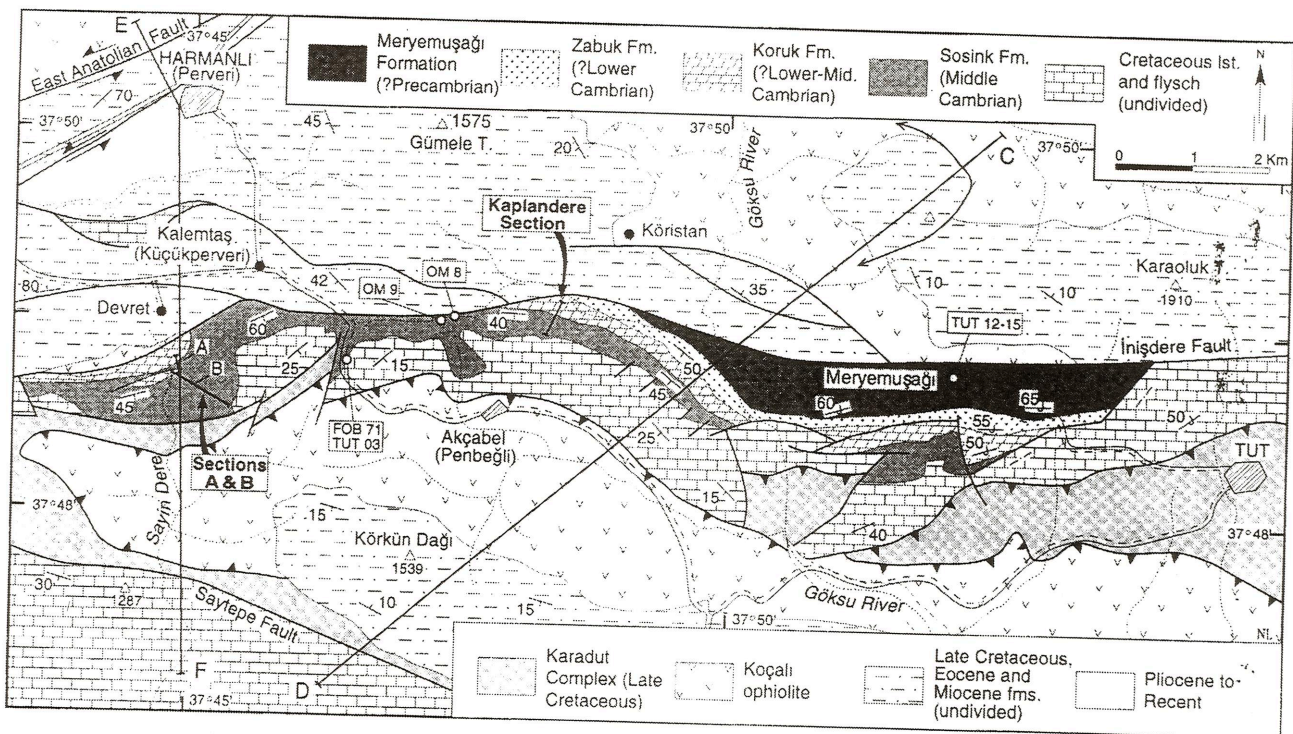 E
37°45'
East Anatolian Fault
HARMANLI
(Perveri)
70
37°50'
Meryemuşağı
Formation
(?Precambrian)
Zabuk Fm.
(?Lower
Cambrian)
Koruk Fm.
(?Lower-Mid.
Cambrian)
Sosink Fm.
(Middle
Cambrian)
Cretaceous lst.
and flysch
(undivided)
N
0 1 2 Km
45
1575
Gümele T.
20
37°50'
Göksu River
C
37°50'
Kaplandere
Section
Köristan
Kalemtaş
(Küçükperveri)
80
Devret
42
OM 9
OM 8
35
10
10
Karaoluk
1910
TUT 12-15
İnişdere Fault
60
A
B
25
15
40
50
45
Meryemuşağı
60
65
55
50
50
45
Sections
A & B
FOB 71
TUT 03
Akçabel
(Penbeğli)
25
15
TUT
37°48'
Sayin Dere
15
Körkün Dağı
1539
40
37°48'
30
287
Saytepe Fault
10
15
Göksu River
37°50'
NL
F
D
37°45'
Karadut
Complex (Late
Cretaceous)
Koçalı
ophiolite
Late Cretaceous,
Eocene and
Miocene fms.
(undivided)
Pliocene to
Recent